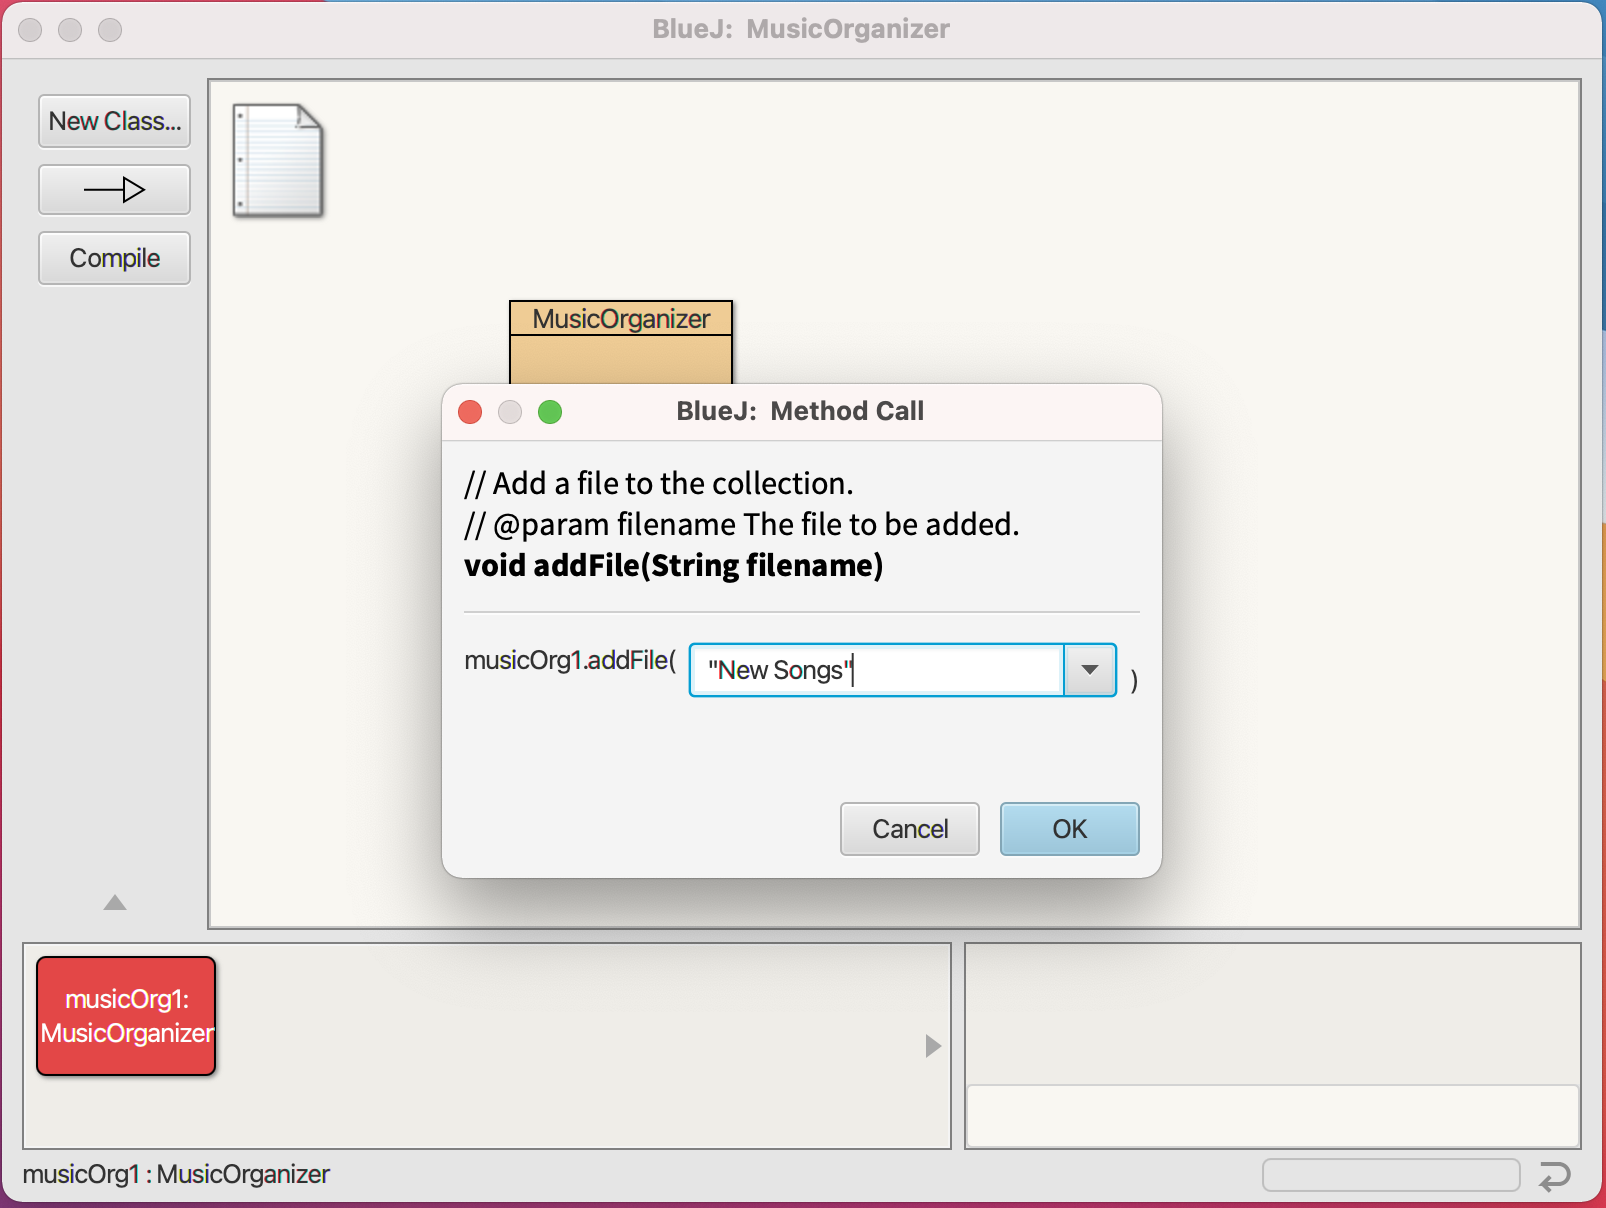 BlueJ: MusicOrganizer
New Class...
Compile
MusicOrganizer
BlueJ: Method Call
// Add a file to the collection.
// @param filename The file to be added.
void addFile(String filename)
musicOrg1.addFile( "New Songs" )
Cancel
OK
musicOrg1:
MusicOrganizer
musicOrg1 : MusicOrganizer